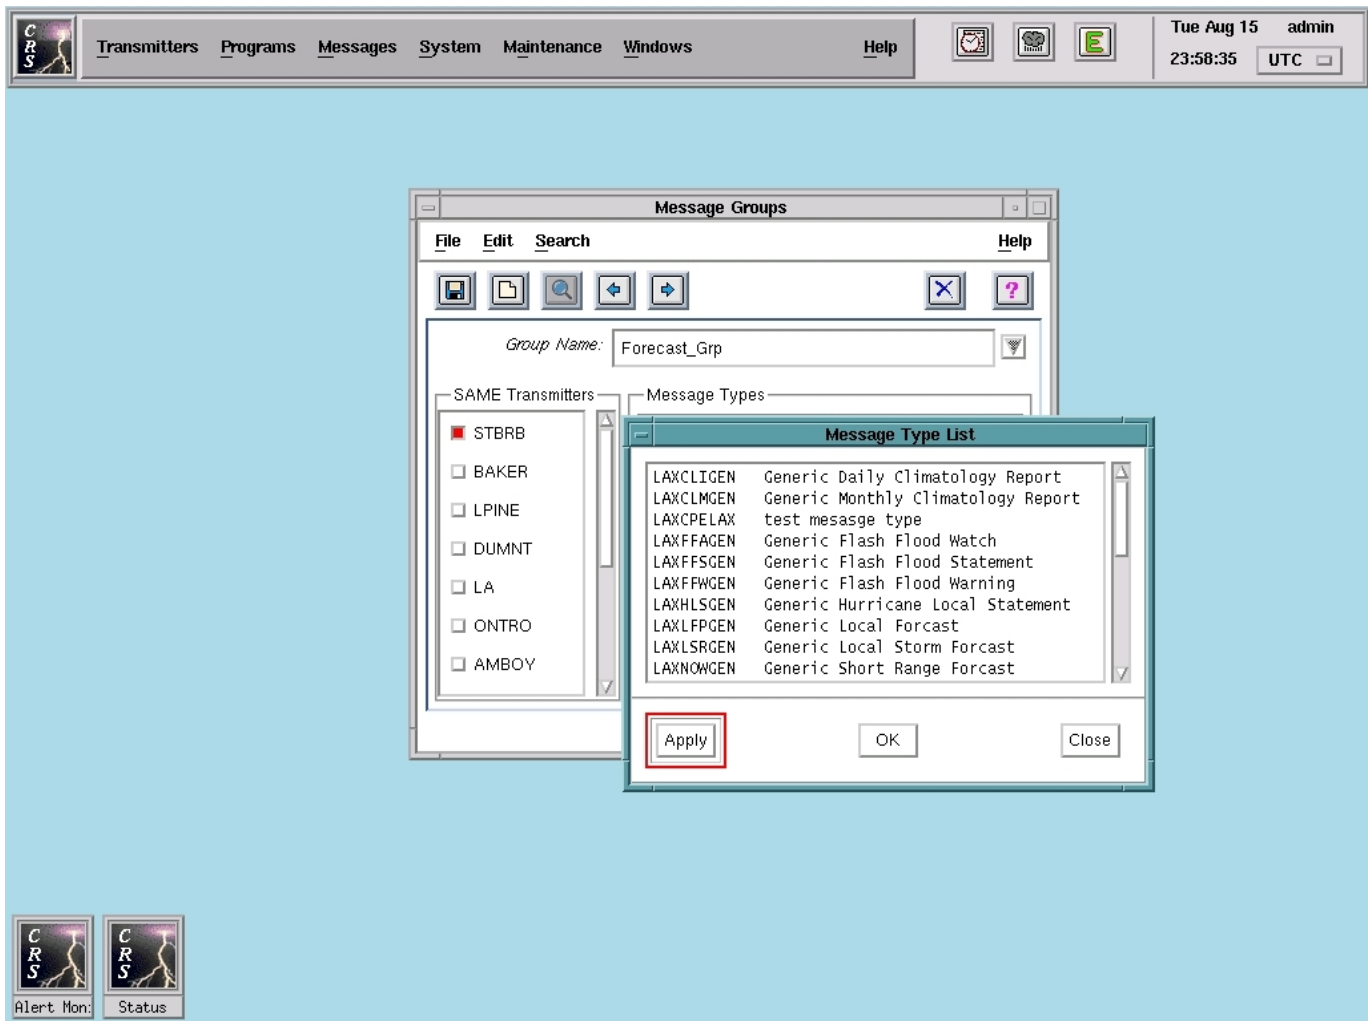 C
R
S
Transmitters Programs Messages System Maintenance Windows Help
E
Tue Aug 15 admin
23:58:35 UTC
Message Groups
File Edit Search Help
?
Group Name: Forecast_Grp
SAME Transmitters
STBRB
BAKER
LPINE
DUMNT
LA
ONTRO
AMBOY
Message Types
Message Type List
LAXCLIGEN Generic Daily Climatology Report
LAXCLMGEN Generic Monthly Climatology Report
LAXCPELAX test mesasge type
LAXFFAGEN Generic Flash Flood Watch
LAXFFSGEN Generic Flash Flood Statement
LAXFFWGEN Generic Flash Flood Warning
LAXHLSGEN Generic Hurricane Local Statement
LAXLFPGEN Generic Local Forcast
LAXLSRGEN Generic Local Storm Forcast
LAXNOWGEN Generic Short Range Forcast
Apply OK Close
C
R
S
Alert Mon:
C
R
S
Status